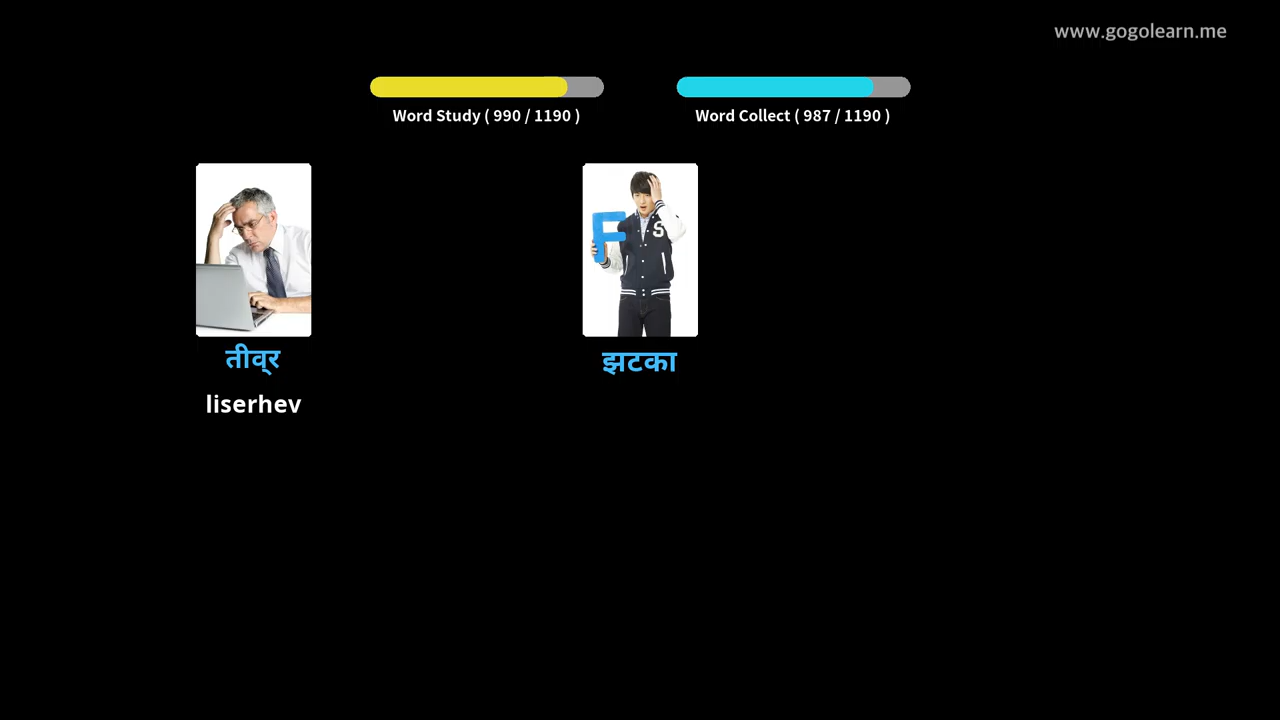 www.gogolearn.me
Word Study ( 990 / 1190 )
Word Collect ( 987 / 1190 )
F
S
तीव्र
झटका
liserhev